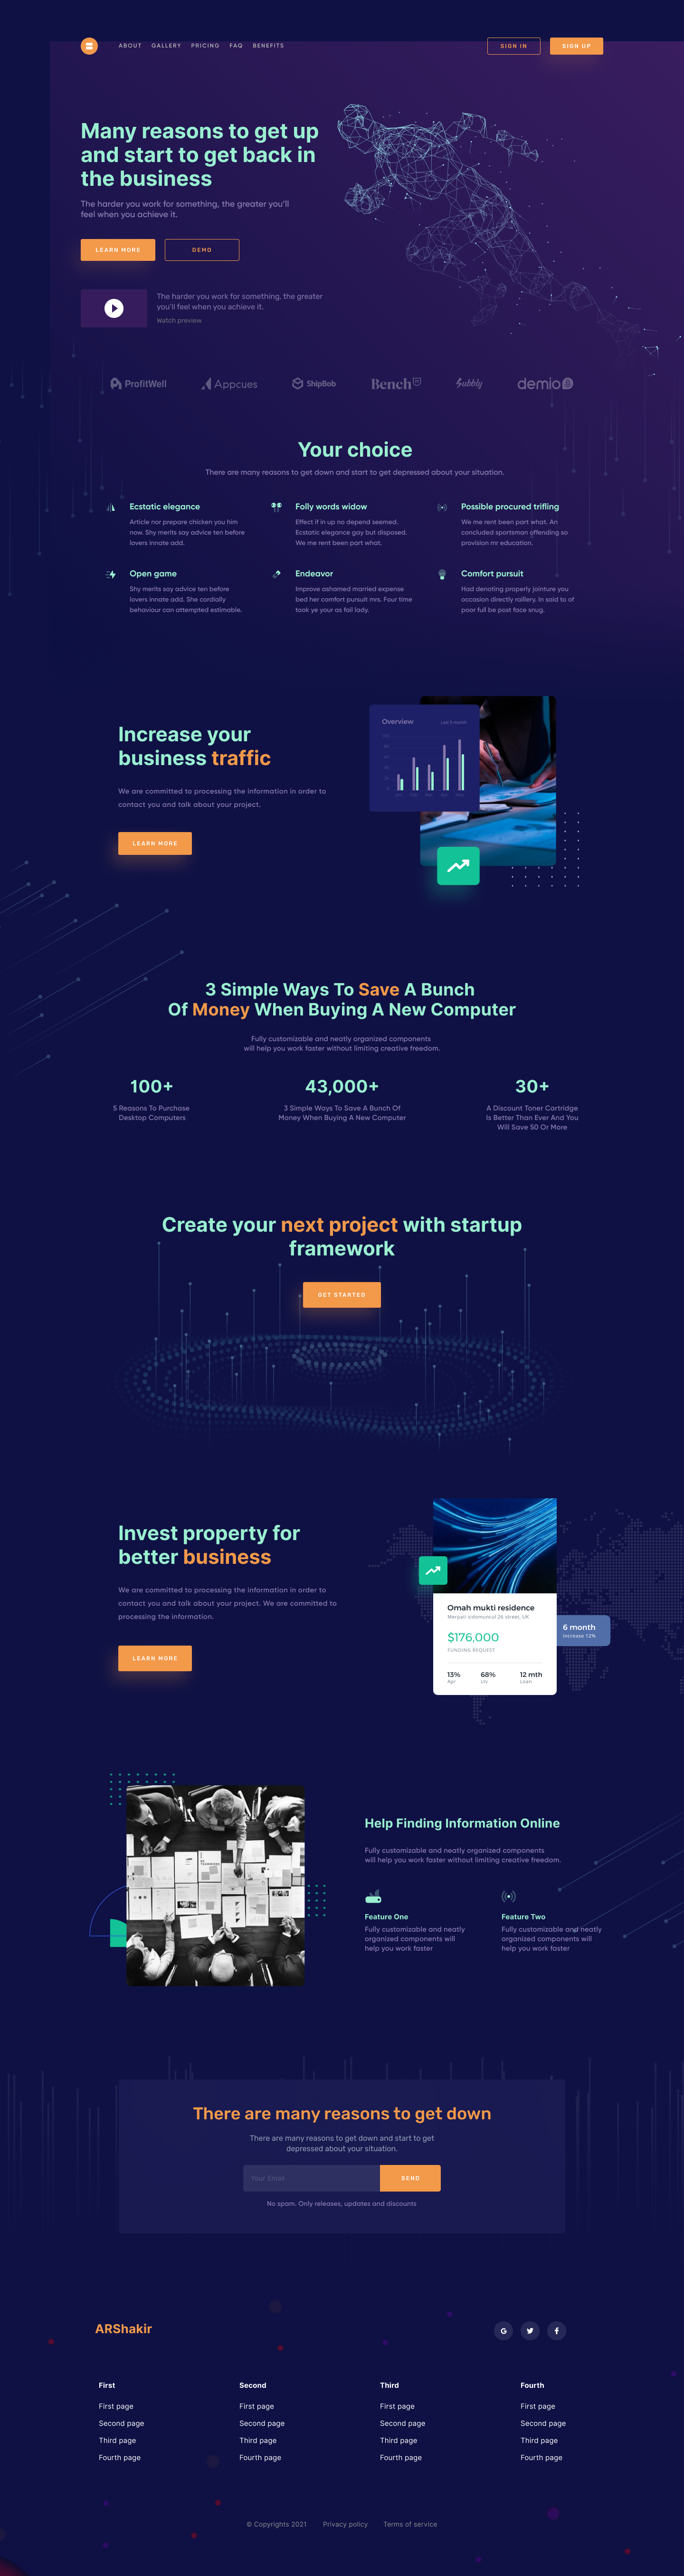 ABOUT GALLERY PRICING FAQ BENEFITS SIGN IN SIGN UP
Many reasons to get up
and start to get back in
the business
The harder you work for something, the greater you'll
feel when you achieve it.
LEARN MORE DEMO
The harder you work for something, the greater
you'll feel when you achieve it.
Watch preview
ProfitWell Appcues ShipBob Bench Subbly demio
Your choice
There are many reasons to get down and start to get depressed about your situation.
Ecstatic elegance
Article nor prepare chicken you him
now. Shy merits say advice ten before
lovers innate add.
Folly words widow
Effect if in up no depend seemed.
Ecstatic elegance gay but disposed.
We me rent been part what.
Possible procured trifling
We me rent been part what. An
concluded sportsman offending so
provision mr education.
Open game
Shy merits say advice ten before
lovers innate add. She cordially
behaviour can attempted estimable.
Endeavor
Improve ashamed married expense
bed her comfort pursuit mrs. Four time
took ye your as fail lady.
Comfort pursuit
Had denoting properly jointure you
occasion directly raillery. In said to of
poor full be post face snug.
Increase your
business traffic
We are committed to processing the information in order to
contact you and talk about your project.
LEARN MORE
Overview
3 Simple Ways To Save A Bunch
Of Money When Buying A New Computer
Fully customizable and neatly organized components
will help you work faster without limiting creative freedom.
100+
5 Reasons To Purchase
Desktop Computers
43,000+
3 Simple Ways To Save A Bunch Of
Money When Buying A New Computer
30+
A Discount Toner Cartridge
Is Better Than Ever And You
Will Save 50 Or More
Create your next project with startup
framework
GET STARTED
Invest property for
better business
We are committed to processing the information in order to
contact you and talk about your project. We are committed to
processing the information.
LEARN MORE
Omah mukti residence
Merpati sidomuncul 26 street, UK
$176,000
FUNDING REQUEST
13% 68% 12 mth
Apr Ltv Loan
6 month
Increase 12%
Help Finding Information Online
Fully customizable and neatly organized components
will help you work faster without limiting creative freedom.
Feature One
Fully customizable and neatly
organized components will
help you work faster
Feature Two
Fully customizable and neatly
organized components will
help you work faster
There are many reasons to get down
There are many reasons to get down and start to get
depressed about your situation.
Your Email SEND
No spam. Only releases, updates and discounts
ARShakir
First Second Third Fourth
First page First page First page First page
Second page Second page Second page Second page
Third page Third page Third page Third page
Fourth page Fourth page Fourth page Fourth page
© Copyrights 2021 Privacy policy Terms of service